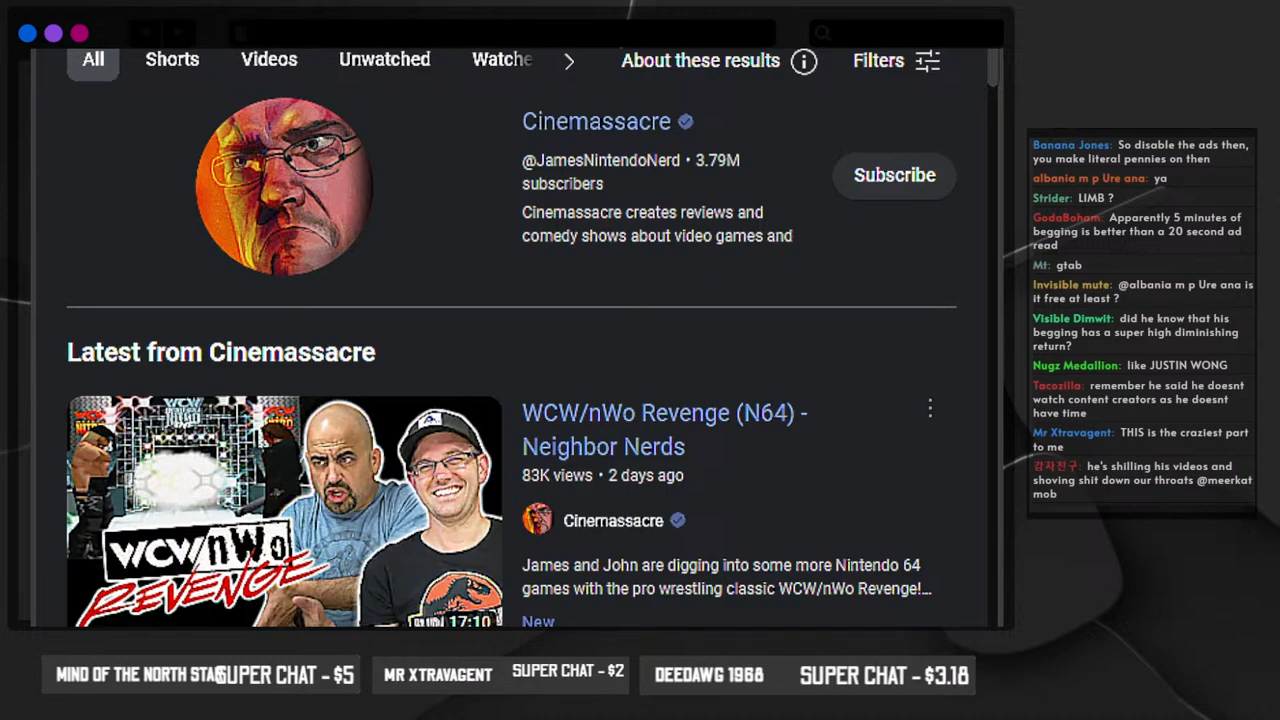 All
Shorts
Videos
Unwatched
Watche
About these results
Filters
Cinemassacre
@JamesNintendoNerd • 3.79M
subscribers
Cinemassacre creates reviews and
comedy shows about video games and
Subscribe
Latest from Cinemassacre
WCW/nWo Revenge (N64) -
Neighbor Nerds
83K views • 2 days ago
Cinemassacre
James and John are digging into some more Nintendo 64
games with the pro wrestling classic WCW/nWo Revenge!...
New
WCW/nWo
REVENGE
17:10
Banana Jones: So disable the ads then,
you make literal pennies on then
albania m p Ure ana: ya
Strider: LIMB ?
GodaBoham: Apparently 5 minutes of
begging is better than a 20 second ad
read
Mt: gtab
Invisible mute: @albania m p Ure ana is
it free at least ?
Visible Dimwit: did he know that his
begging has a super high diminishing
return?
Nugz Medallion: like JUSTIN WONG
Tacozilla: remember he said he doesnt
watch content creators as he doesnt
have time
Mr Xtravagent: THIS is the craziest part
to me
감자친구: he's shilling his videos and
shoving shit down our throats @meerkat
mob
MIND OF THE NORTH STA
SUPER CHAT - $5
MR XTRAVAGENT
SUPER CHAT - $2
DEEDAWG 1968
SUPER CHAT - $3.18